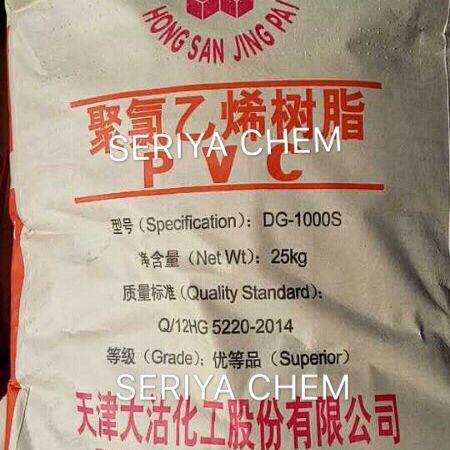 HONG SAN JING PAI
聚氯乙烯树脂
SERIYA CHEM
PVC
型号（Specification）：DG-1000S
净含量（Net Wt）：25kg
质量标准（Quality Standard）：
Q/12HG 5220-2014
等级（Grade）：优等品（Superior）
SERIYA CHEM
天津大沽化工股份有限公司